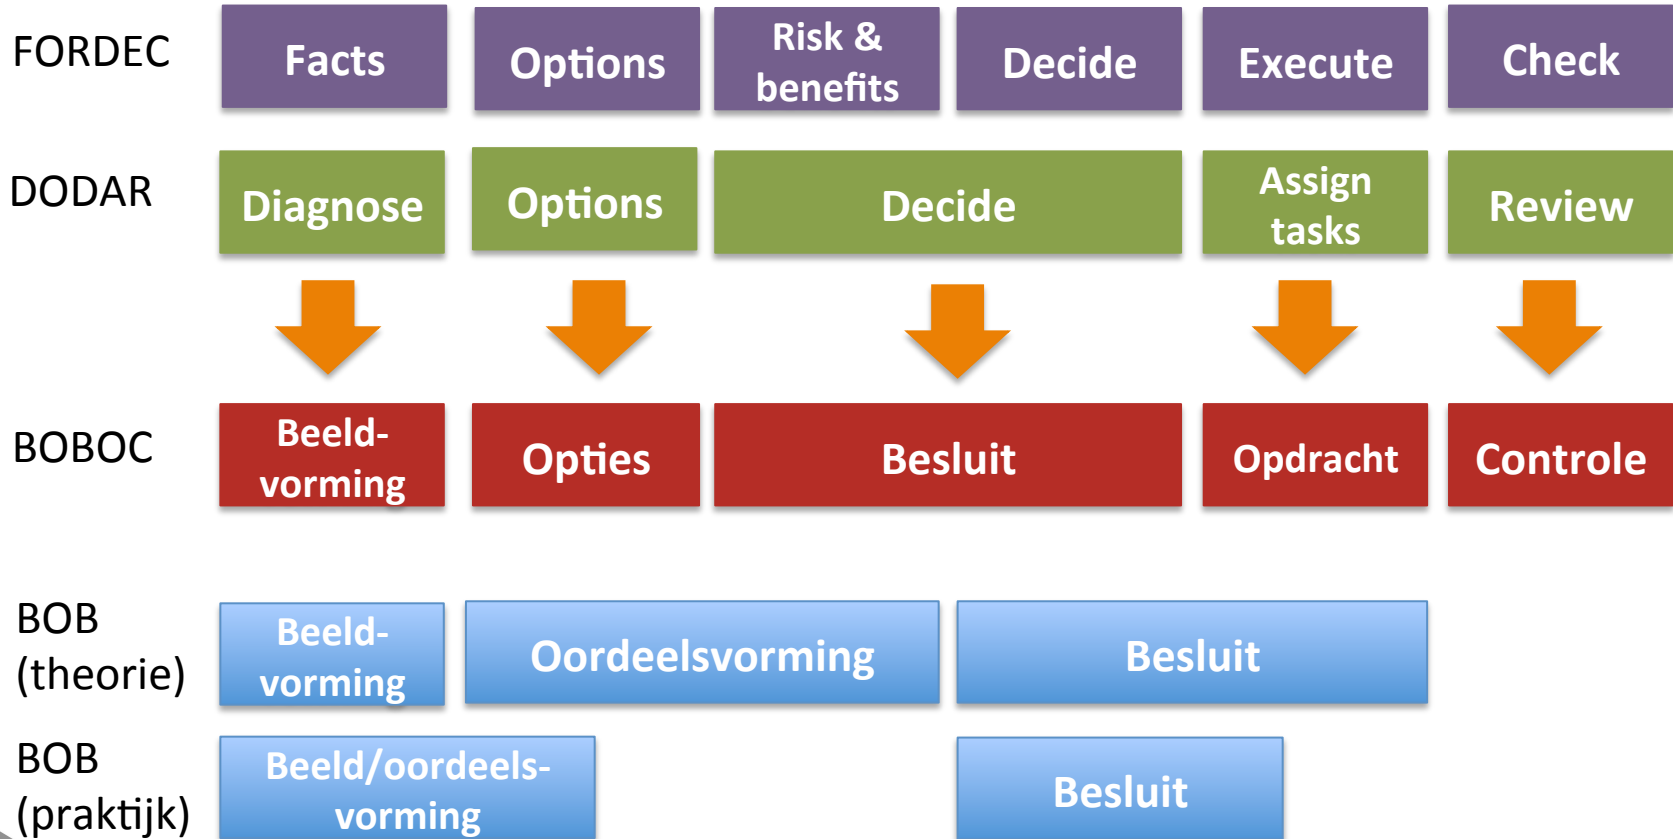 FORDEC
Facts
Options
Risk &
benefits
Decide
Execute
Check
DODAR
Diagnose
Options
Decide
Assign
tasks
Review
BOBOC
Beeld-
vorming
Opties
Besluit
Opdracht
Controle
BOB
(theorie)
Beeld-
vorming
Oordeelsvorming
Besluit
BOB
(praktijk)
Beeld/oordeels-
vorming
Besluit